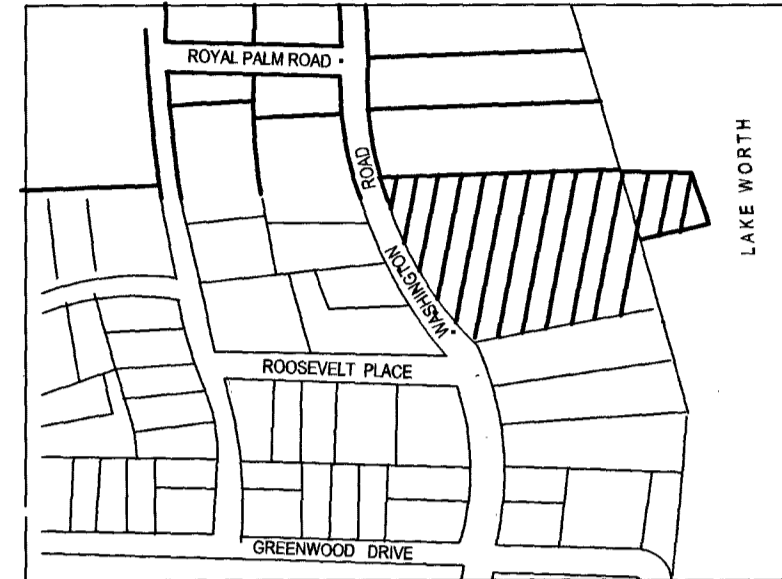 ROYAL PALM ROAD
LAKE WORTH
WASHINGTON ROAD
ROOSEVELT PLACE
GREENWOOD DRIVE